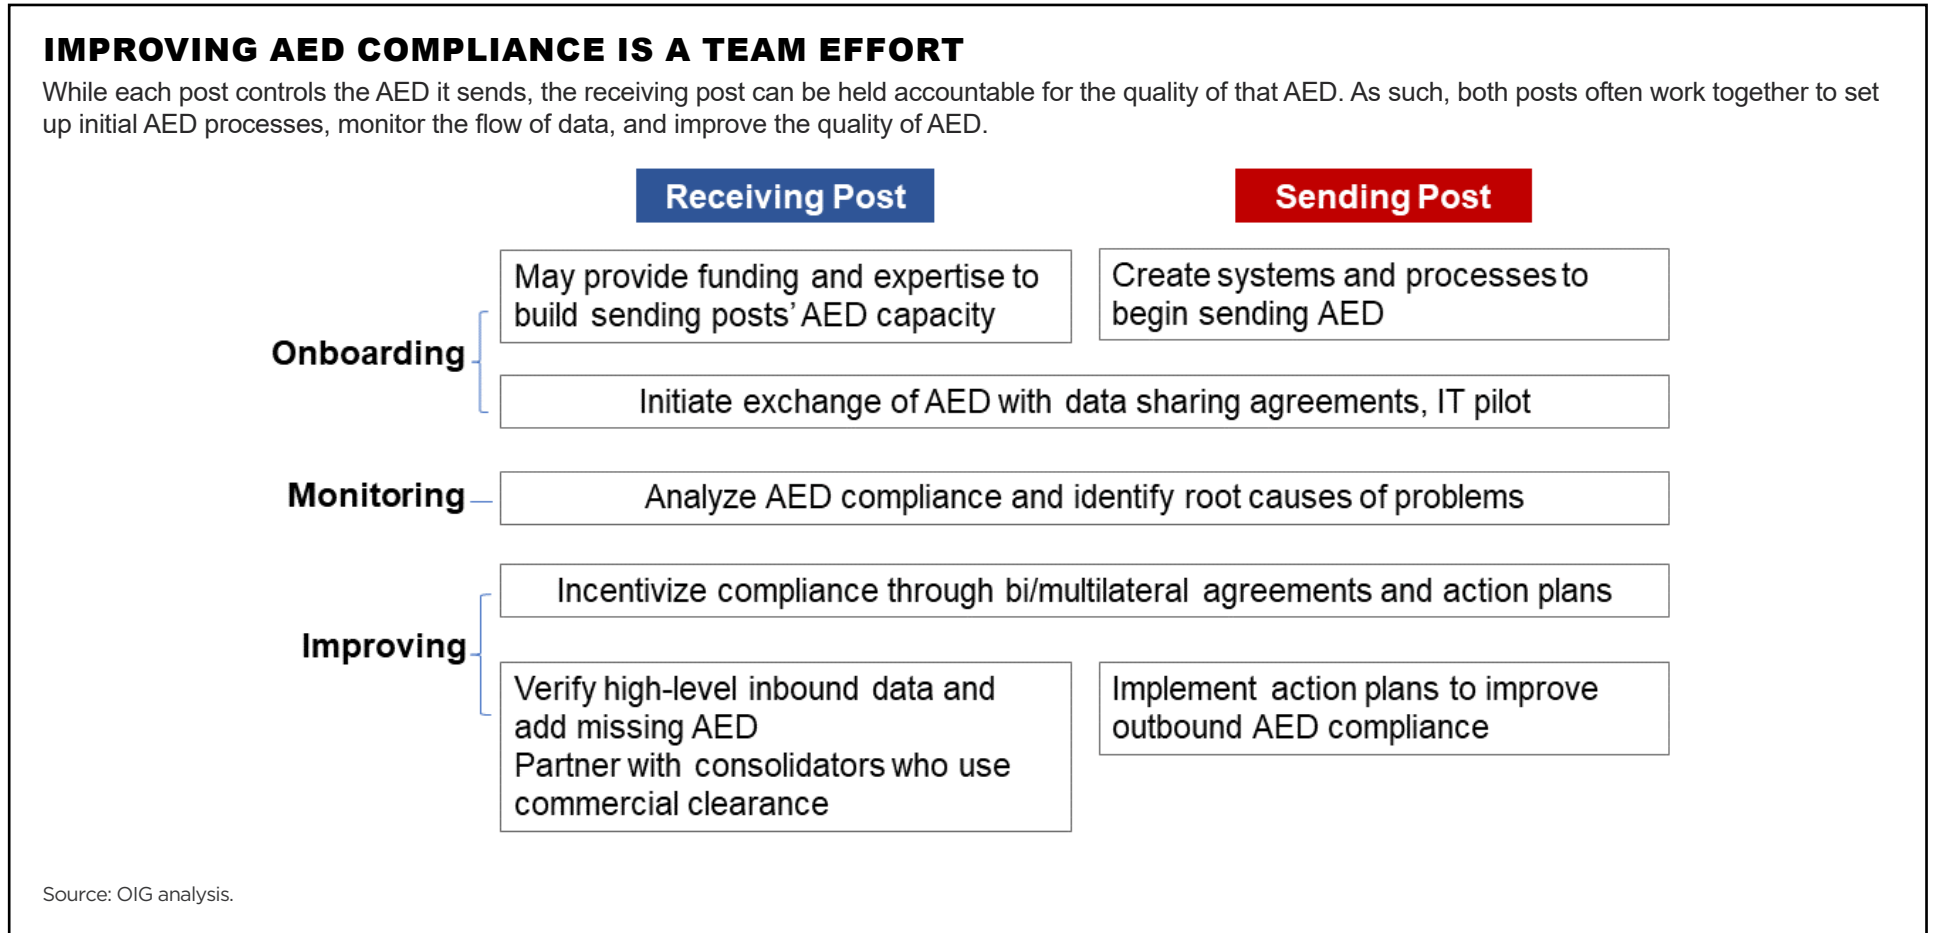 IMPROVING AED COMPLIANCE IS A TEAM EFFORT
While each post controls the AED it sends, the receiving post can be held accountable for the quality of that AED. As such, both posts often work together to set
up initial AED processes, monitor the flow of data, and improve the quality of AED.
Receiving Post
Sending Post
Onboarding
May provide funding and expertise to
build sending posts’ AED capacity
Create systems and processes to
begin sending AED
Initiate exchange of AED with data sharing agreements, IT pilot
Monitoring
Analyze AED compliance and identify root causes of problems
Improving
Incentivize compliance through bi/multilateral agreements and action plans
Verify high-level inbound data and
add missing AED
Partner with consolidators who use
commercial clearance
Implement action plans to improve
outbound AED compliance
Source: OIG analysis.